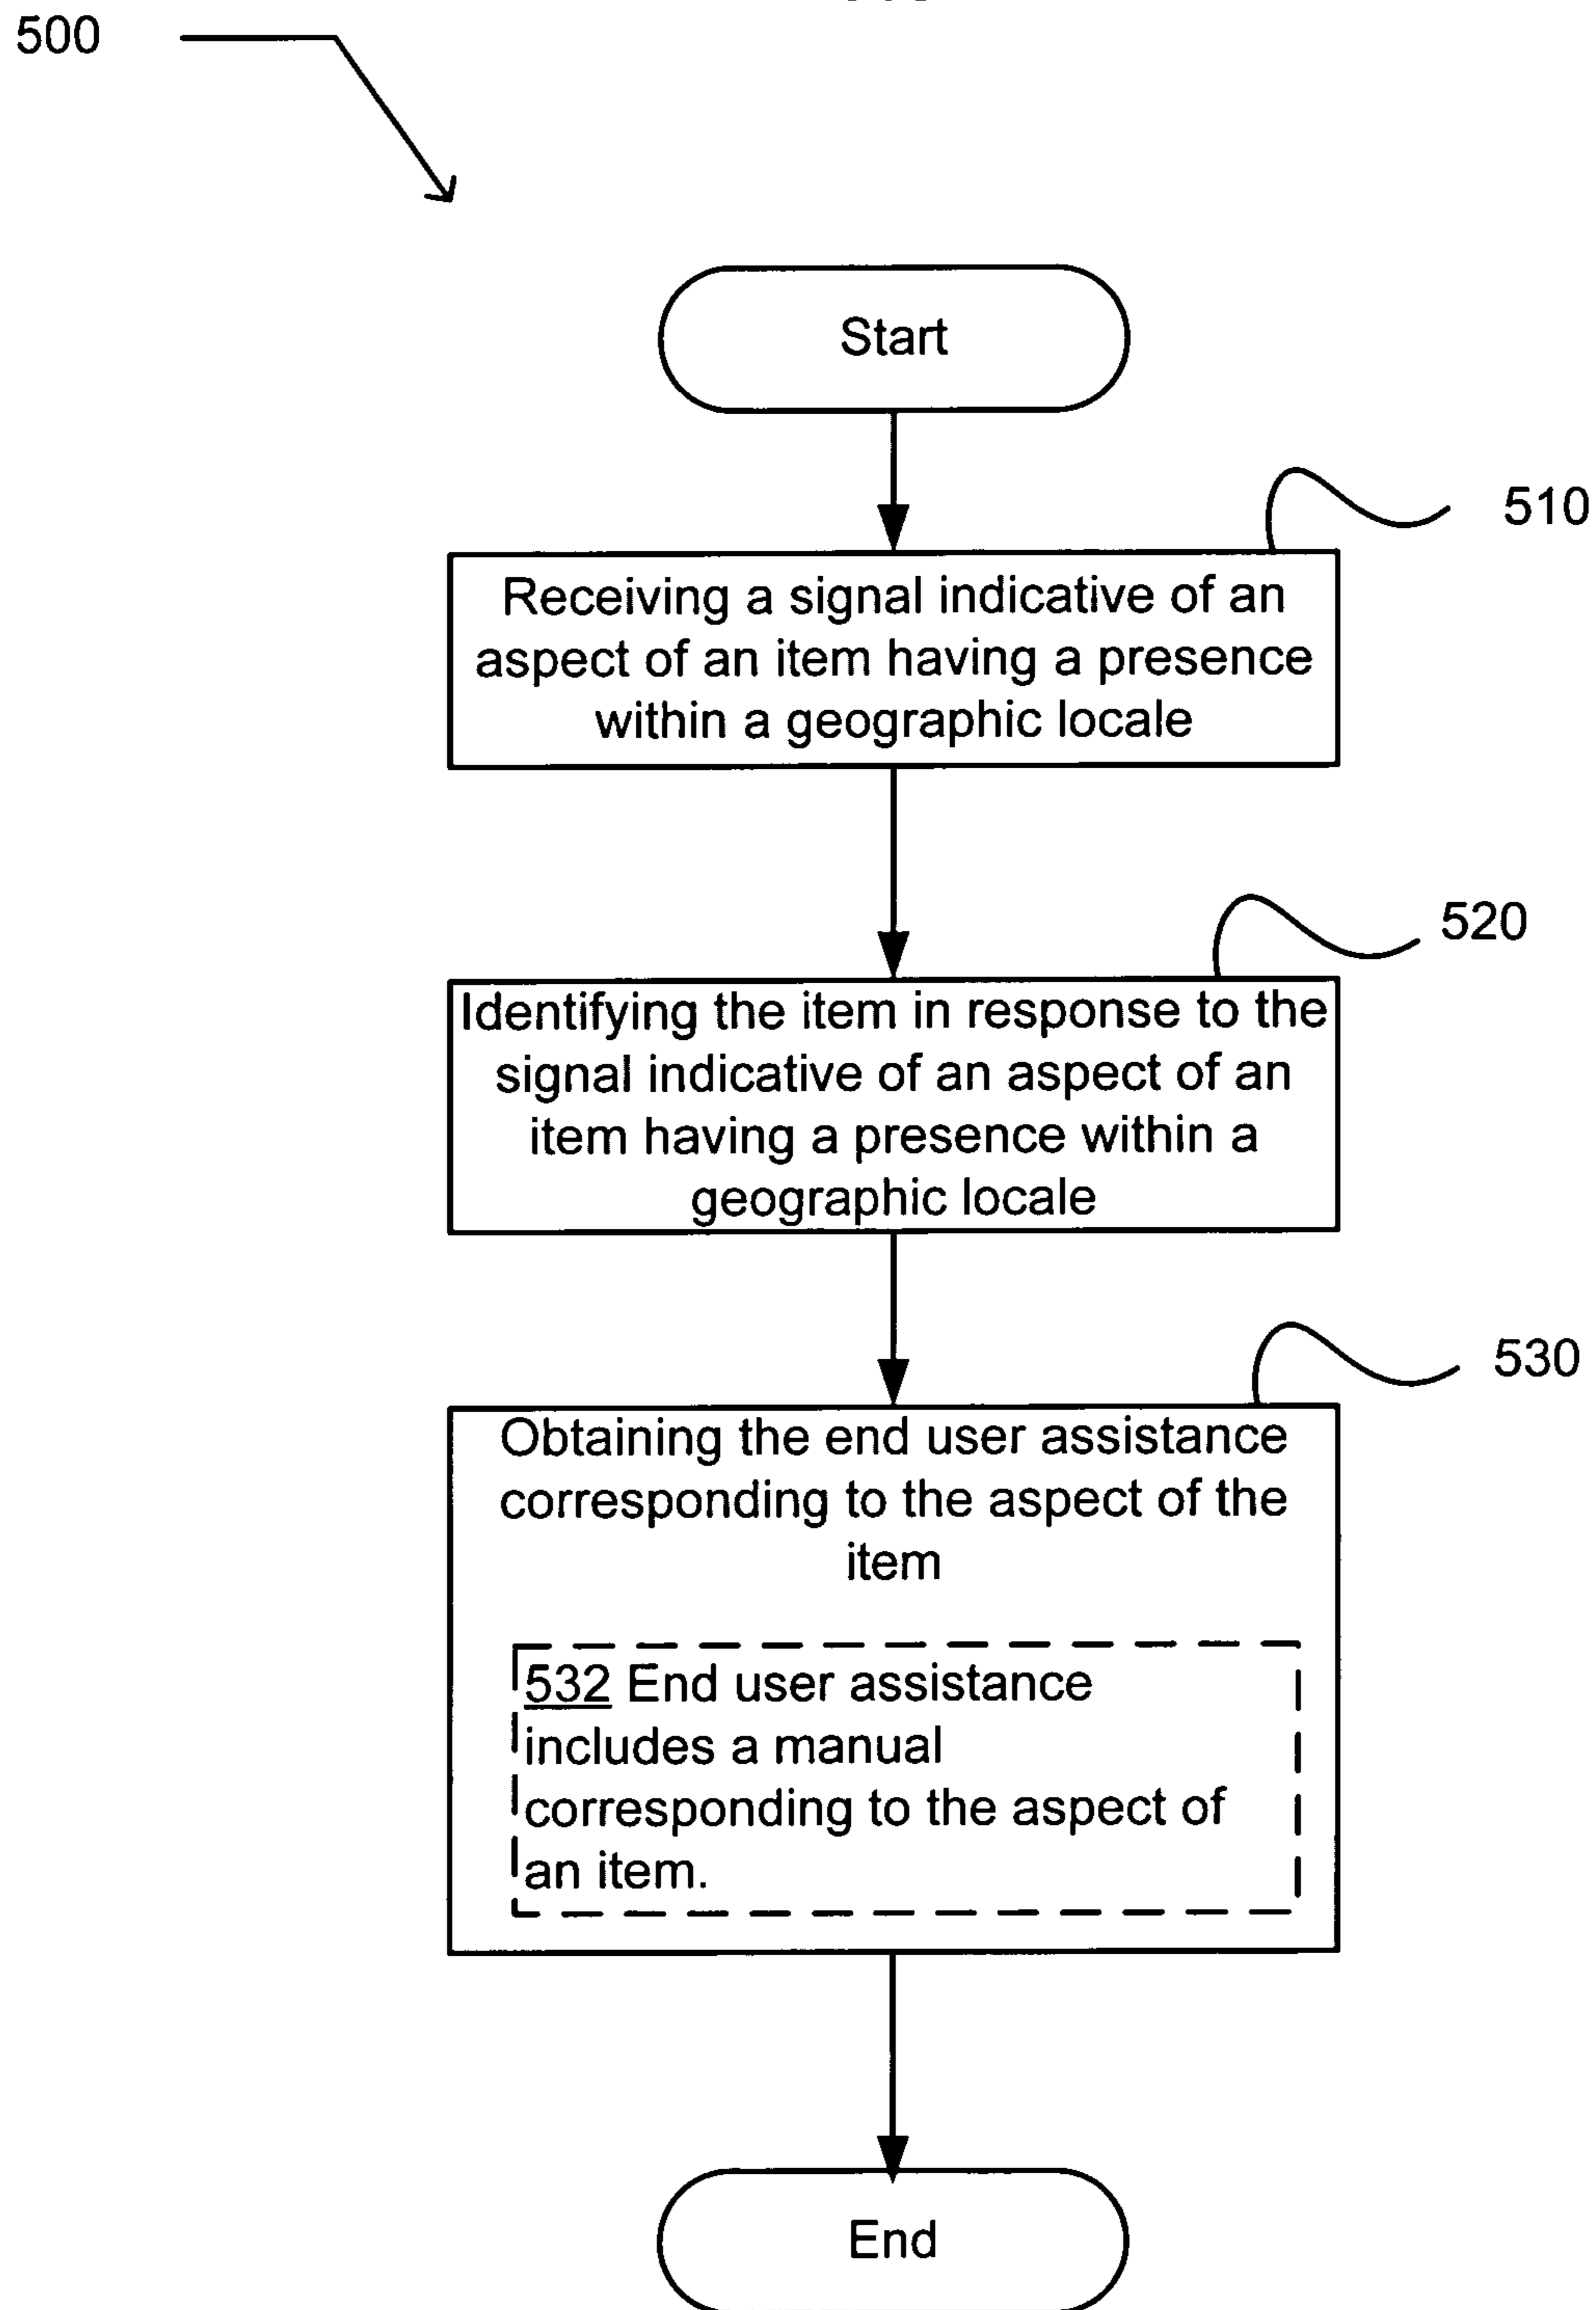 500
Start
510
Receiving a signal indicative of an
aspect of an item having a presence
within a geographic locale
520
Identifying the item in response to the
signal indicative of an aspect of an
item having a presence within a
geographic locale
530
Obtaining the end user assistance
corresponding to the aspect of the
item
532 End user assistance
includes a manual
corresponding to the aspect of
an item.
End